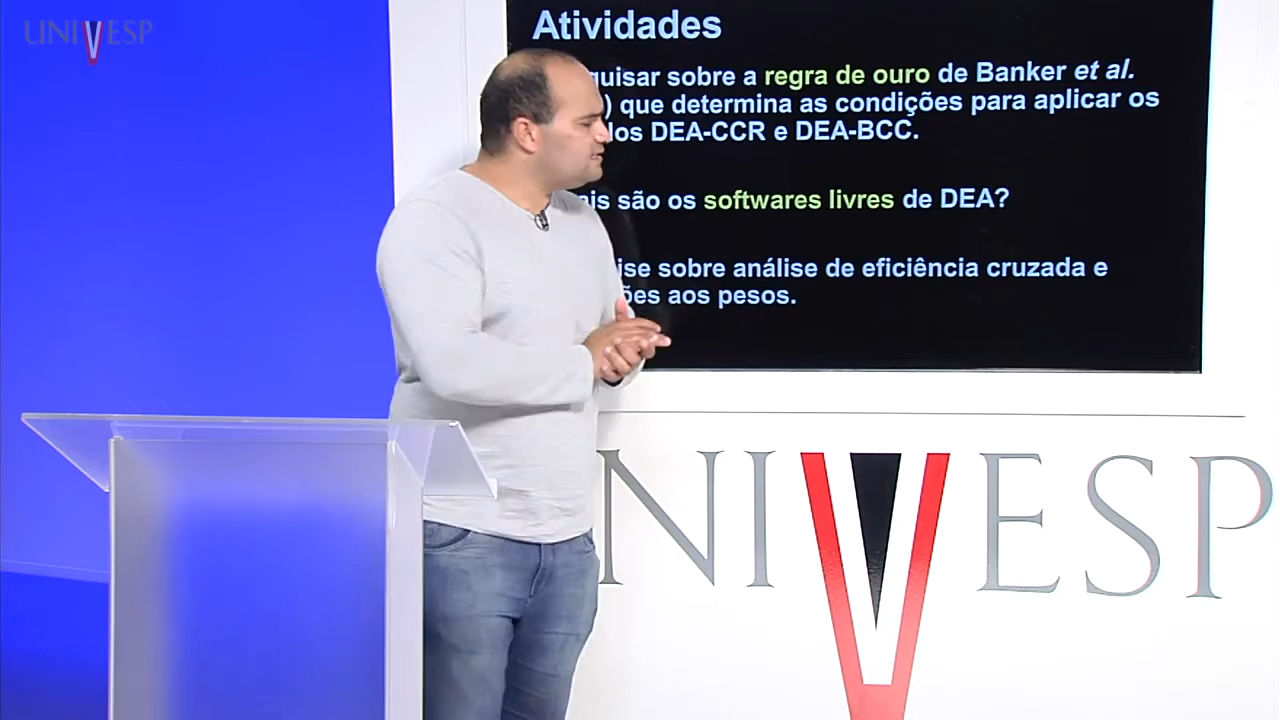 UNIVESP
Atividades
quisar sobre a regra de ouro de Banker et al.
) que determina as condições para aplicar os
los DEA-CCR e DEA-BCC.
is são os softwares livres de DEA?
ise sobre análise de eficiência cruzada e
ões aos pesos.
NIVESP